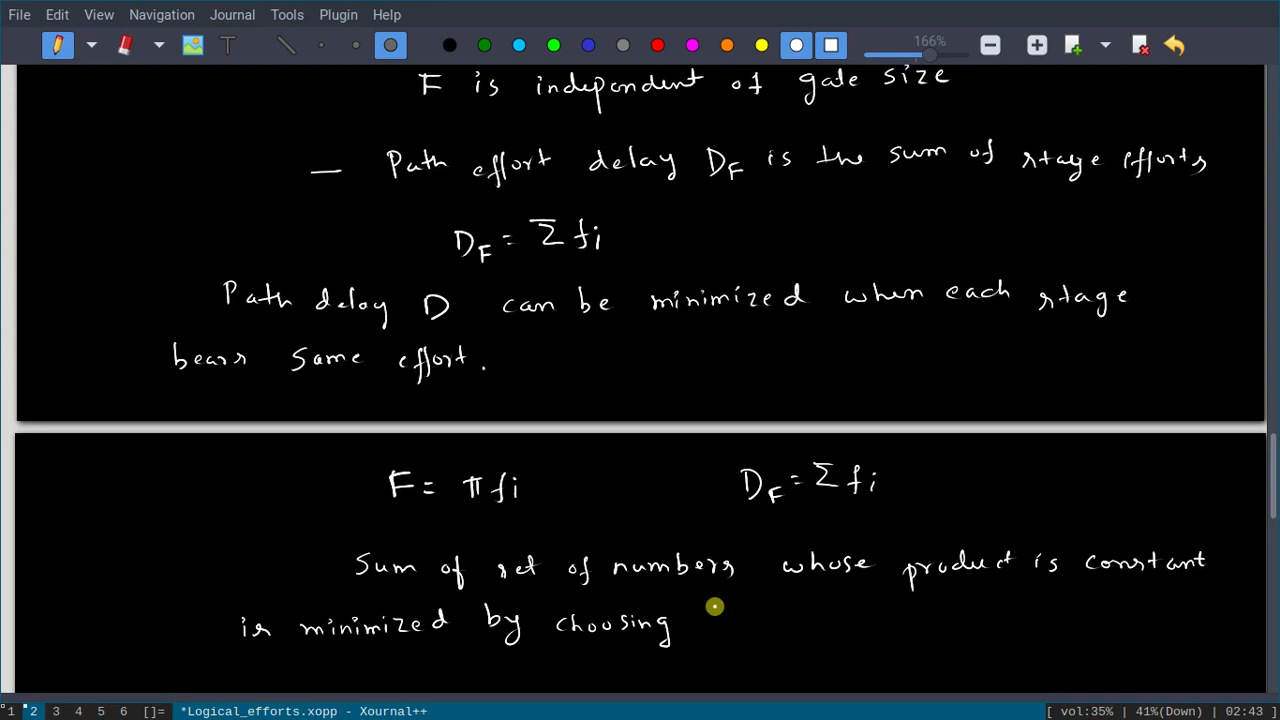 File Edit View Navigation Journal Tools Plugin Help
166%
F is independent of gate size
— Path effort delay D_F is the sum of stage efforts
D_F = Σ fi
Path delay D can be minimized when each stage
bears same effort.
F = π fi D_F = Σ fi
Sum of set of numbers whose product is constant
is minimized by choosing
1 2 3 4 5 6 []= *Logical_efforts.xopp - Xournal++ [ vol:35% | 41%(Down) | 02:43